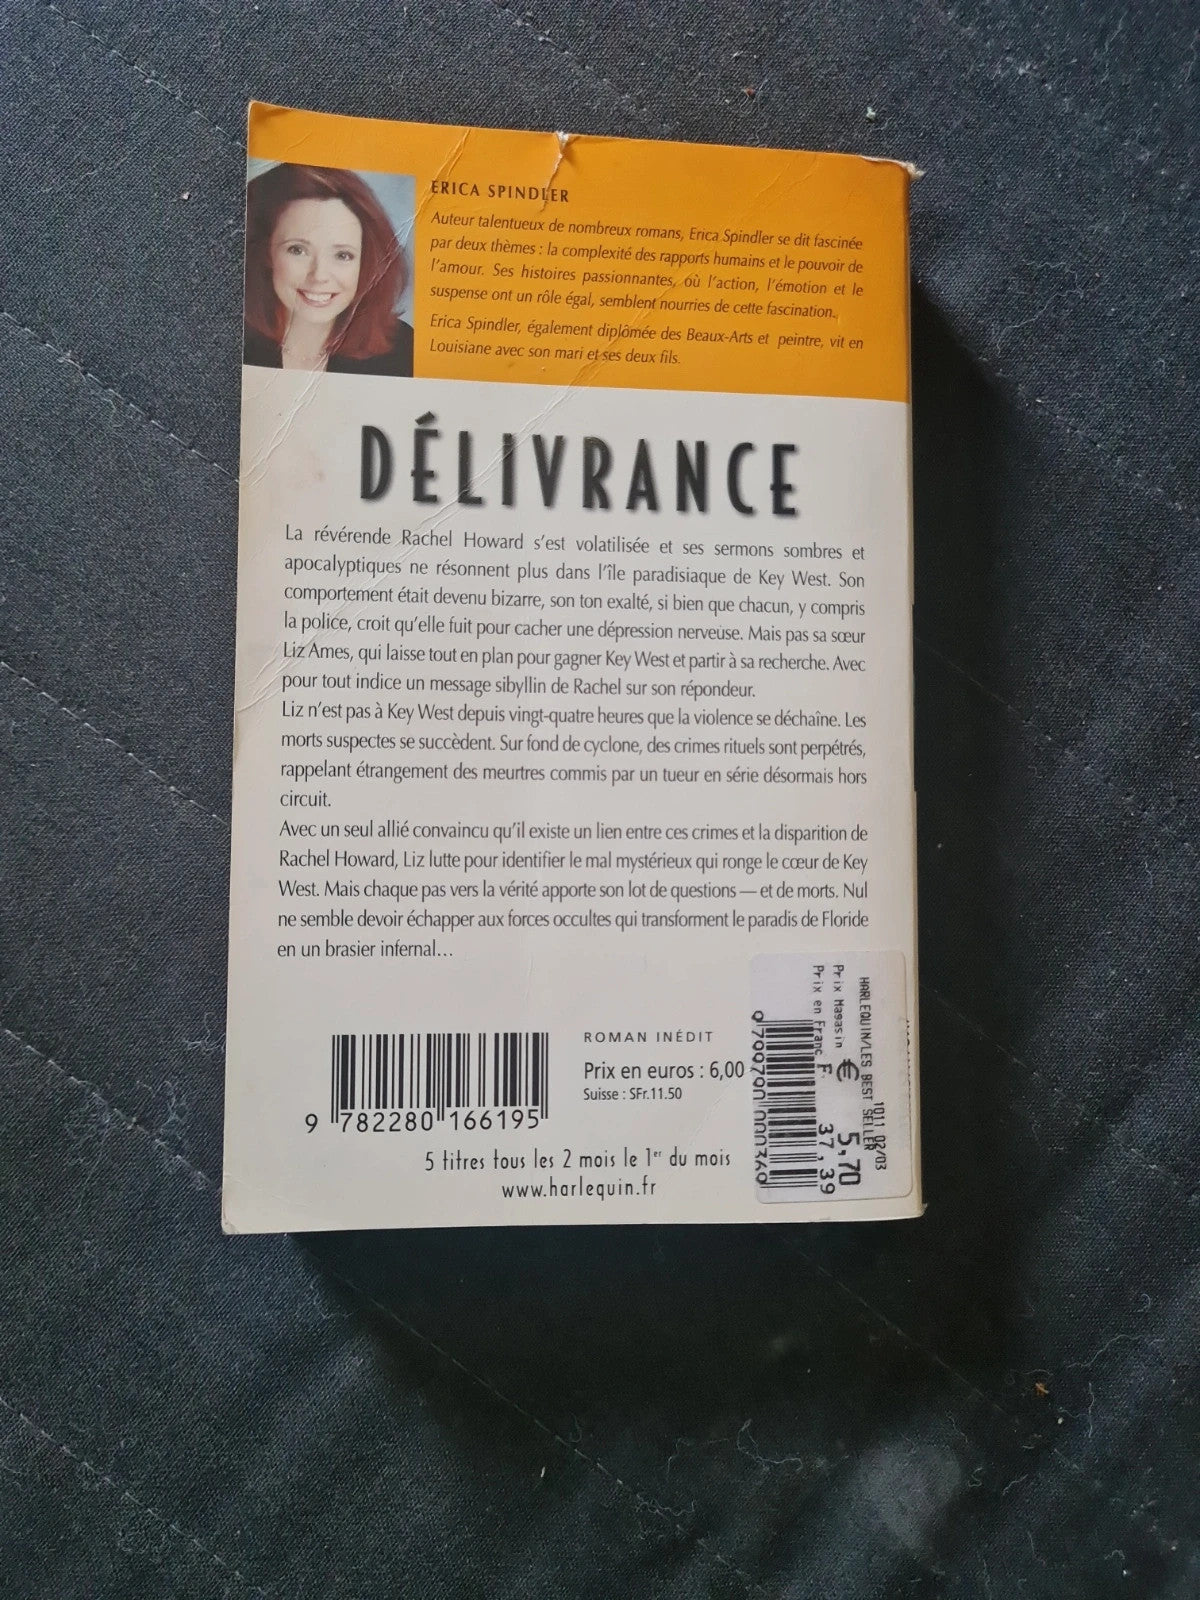 ERICA SPINDLER
Auteur talentueux de nombreux romans, Erica Spindler se dit fascinée
par deux thèmes : la complexité des rapports humains et le pouvoir de
l'amour. Ses histoires passionnantes, où l'action, l'émotion et le
suspense ont un rôle égal, semblent nourries de cette fascination.
Erica Spindler, également diplômée des Beaux-Arts et peintre, vit en
Louisiane avec son mari et ses deux fils.
DÉLIVRANCE
La révérende Rachel Howard s'est volatilisée et ses sermons sombres et
apocalyptiques ne résonnent plus dans l'île paradisiaque de Key West. Son
comportement était devenu bizarre, son ton exalté, si bien que chacun, y compris
la police, croit qu'elle fuit pour cacher une dépression nerveuse. Mais pas sa sœur
Liz Ames, qui laisse tout en plan pour gagner Key West et partir à sa recherche. Avec
pour tout indice un message sibyllin de Rachel sur son répondeur.
Liz n'est pas à Key West depuis vingt-quatre heures que la violence se déchaîne. Les
morts suspectes se succèdent. Sur fond de cyclone, des crimes rituels sont perpétrés,
rappelant étrangement des meurtres commis par un tueur en série désormais hors
circuit.
Avec un seul allié convaincu qu'il existe un lien entre ces crimes et la disparition de
Rachel Howard, Liz lutte pour identifier le mal mystérieux qui ronge le cœur de Key
West. Mais chaque pas vers la vérité apporte son lot de questions — et de morts. Nul
ne semble devoir échapper aux forces occultes qui transforment le paradis de Floride
en un brasier infernal...
9 782280 166195
ROMAN INÉDIT
Prix en euros : 6,00
Suisse : SFr.11.50
5 titres tous les 2 mois le 1er du mois
www.harlequin.fr
HARLEQUIN/LES BEST SELLER
1011 02/03
Prix Magasin € 5,70
Prix en Franc F. 37,39